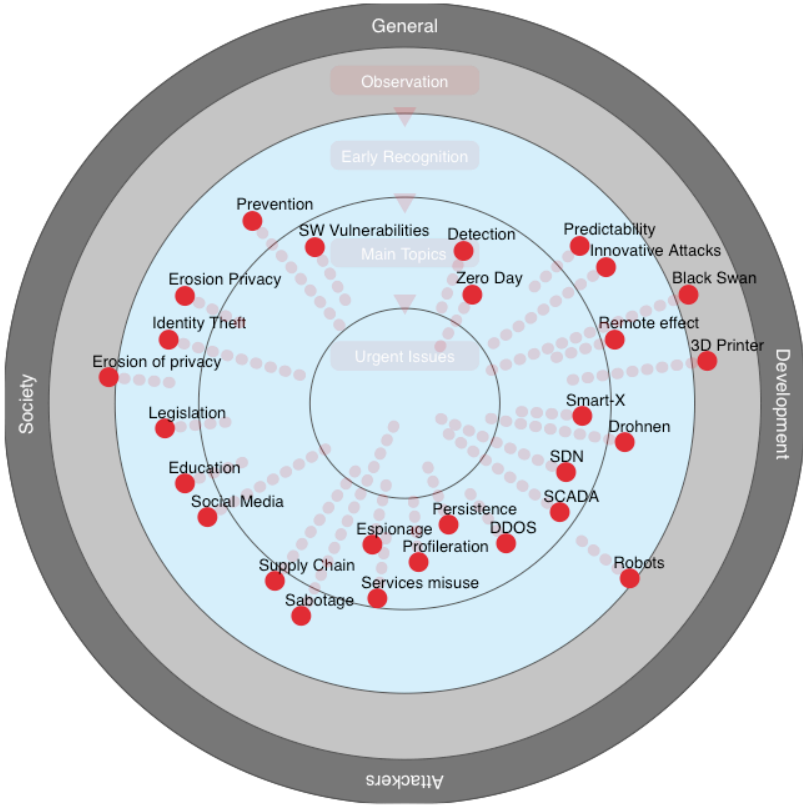 General
Observation
Early Recognition
Prevention
SW Vulnerabilities
Detection
Predictability
Main Topics
Innovative Attacks
Erosion Privacy
Zero Day
Black Swan
Identity Theft
Remote effect
3D Printer
Urgent Issues
Erosion of privacy
Society
Development
Legislation
Smart-X
Drohnen
Education
SDN
Social Media
SCADA
Persistence
Espionage
DDOS
Profileration
Supply Chain
Robots
Services misuse
Sabotage
Attackers